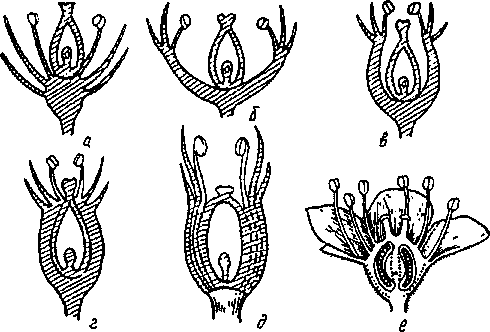 а б в
г д е